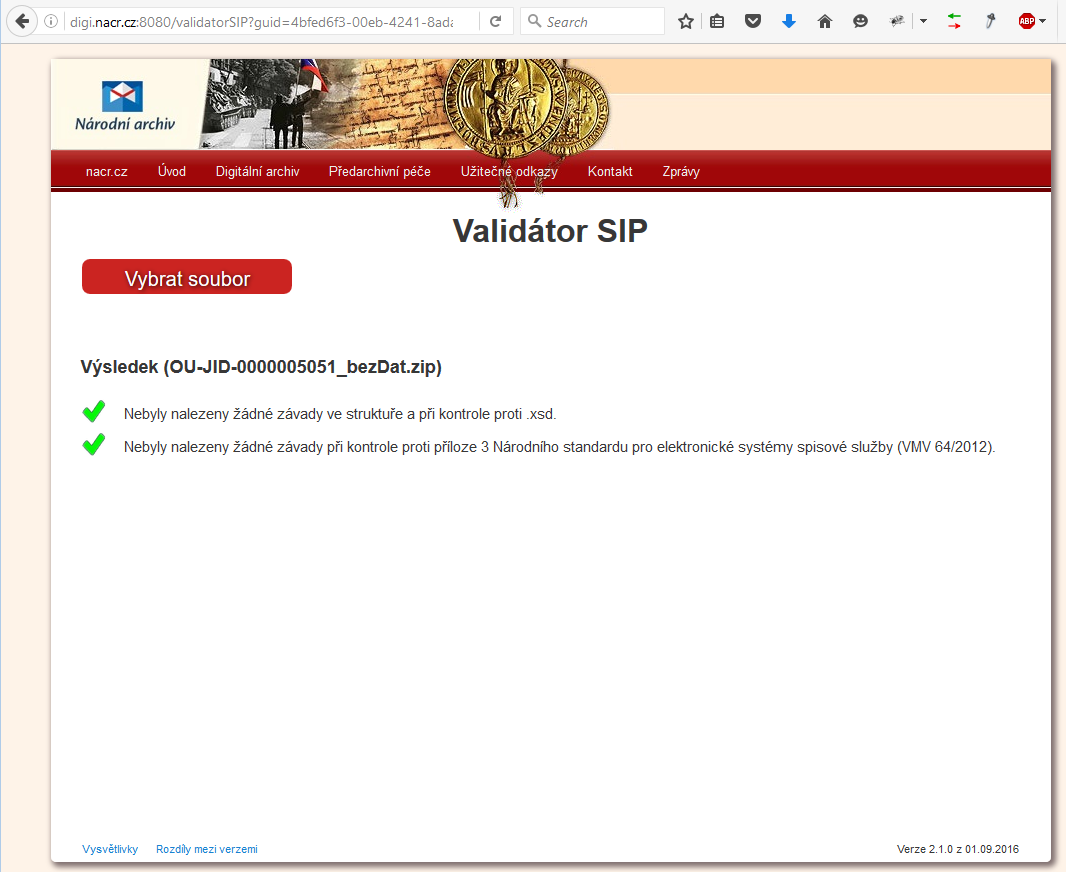 digi.nacr.cz:8080/validatorSIP?guid=4bfed6f3-00eb-4241-8ada
Search
ABP
Národní archiv
nacr.cz Úvod Digitální archiv Předarchivní péče Užitečné odkazy Kontakt Zprávy
Validátor SIP
Vybrat soubor
Výsledek (OU-JID-0000005051_bezDat.zip)
Nebyly nalezeny žádné závady ve struktuře a při kontrole proti .xsd.
Nebyly nalezeny žádné závady při kontrole proti příloze 3 Národního standardu pro elektronické systémy spisové služby (VMV 64/2012).
Vysvětlivky Rozdíly mezi verzemi Verze 2.1.0 z 01.09.2016